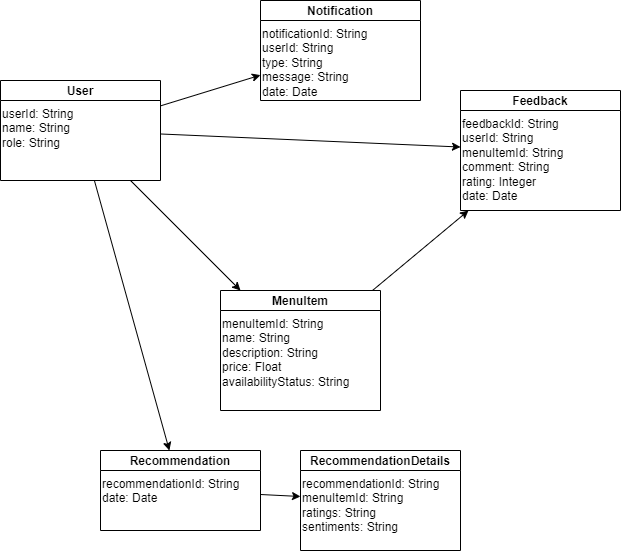 Notification
notificationId: String
userId: String
type: String
message: String
date: Date
User
userId: String
name: String
role: String
Feedback
feedbackId: String
userId: String
menuItemId: String
comment: String
rating: Integer
date: Date
MenuItem
menuItemId: String
name: String
description: String
price: Float
availabilityStatus: String
Recommendation
recommendationId: String
date: Date
RecommendationDetails
recommendationId: String
menuItemId: String
ratings: String
sentiments: String